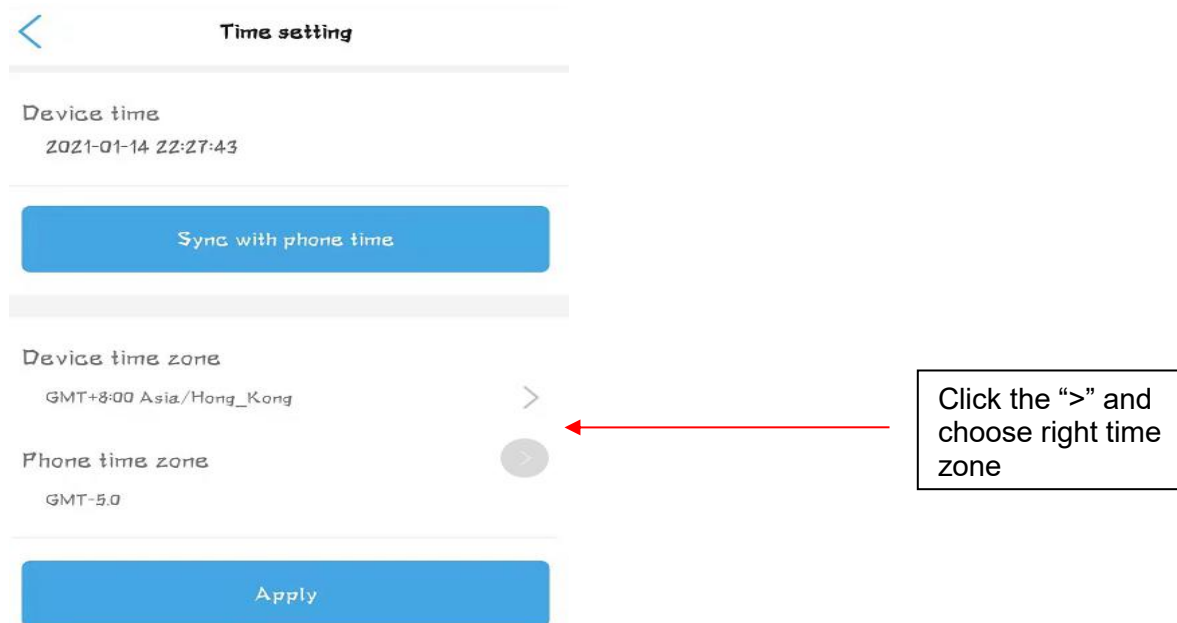 Time setting
Device time
2021-01-14 22:27:43
Sync with phone time
Device time zone
GMT+8:00 Asia/Hong_Kong
>
Click the “>” and
choose right time
zone
Phone time zone
>
GMT-5.0
Apply